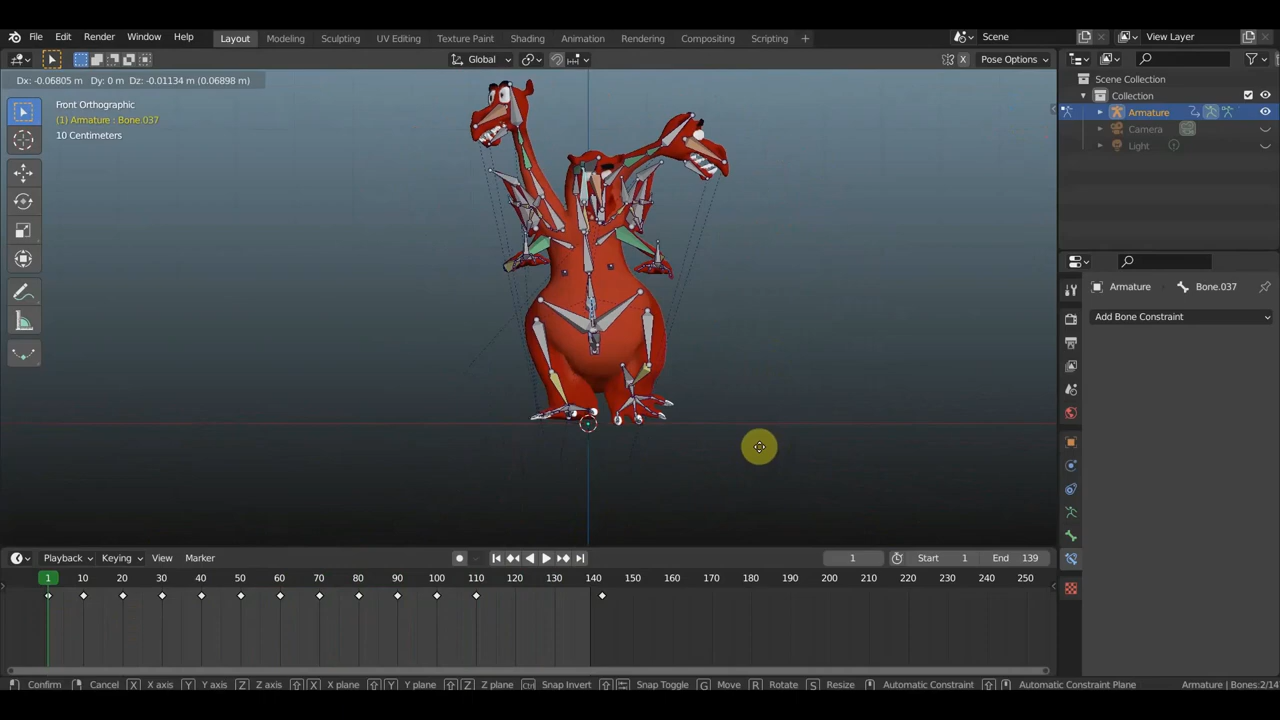 File Edit Render Window Help Layout Modeling Sculpting UV Editing Texture Paint Shading Animation Rendering Compositing Scripting + Scene View Layer
Global X Pose Options
Dx: -0.06805 m Dy: 0 m Dz: -0.01134 m (0.06898 m)
Front Orthographic
(1) Armature : Bone.037
10 Centimeters
Scene Collection
Collection
Armature
Camera
Light
Armature Bone.037
Add Bone Constraint
Playback Keying View Marker 1 Start 1 End 139
1 10 20 30 40 50 60 70 80 90 100 110 120 130 140 150 160 170 180 190 200 210 220 230 240 250
Confirm Cancel X X axis Y Y axis Z Z axis X X plane Y Y plane Z Z plane Ctrl Snap Invert Snap Toggle G Move R Rotate S Resize Automatic Constraint Automatic Constraint Plane Armature | Bones:2/14